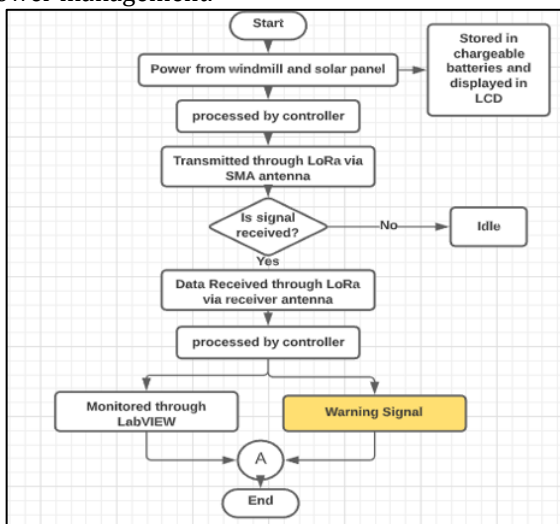 Start
Power from windmill and solar panel
Stored in
chargeable
batteries and
displayed in
LCD
processed by controller
Transmitted through LoRa via
SMA antenna
Is signal
received?
No
Idle
Yes
Data Received through LoRa
via receiver antenna
processed by controller
Monitored through
LabVIEW
Warning Signal
A
End